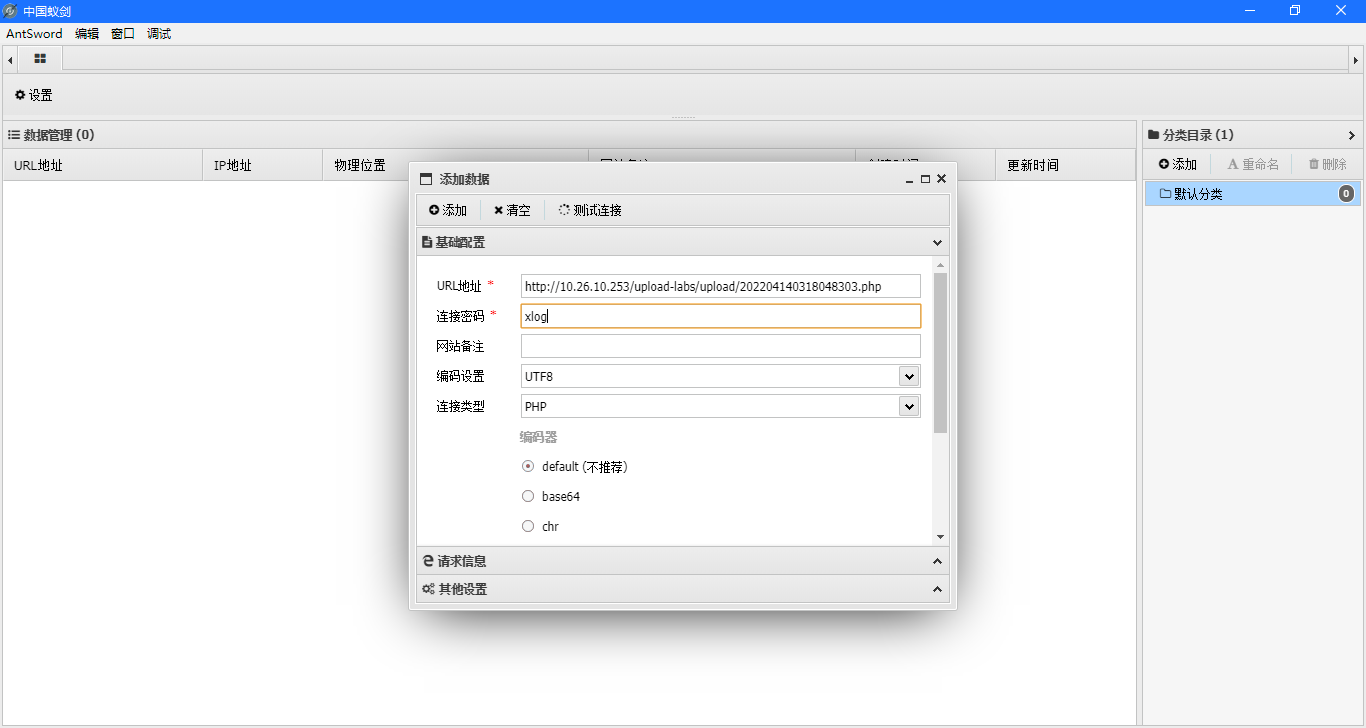 中国蚁剑
AntSword 编辑 窗口 调试
设置
数据管理 (0)
分类目录 (1)
URL地址 IP地址 物理位置 更新时间
添加 重命名 删除
默认分类 0
添加数据
添加 清空 测试连接
基础配置
URL地址 * http://10.26.10.253/upload-labs/upload/202204140318048303.php
连接密码 * xlog
网站备注
编码设置 UTF8
连接类型 PHP
编码器
default (不推荐)
base64
chr
请求信息
其他设置